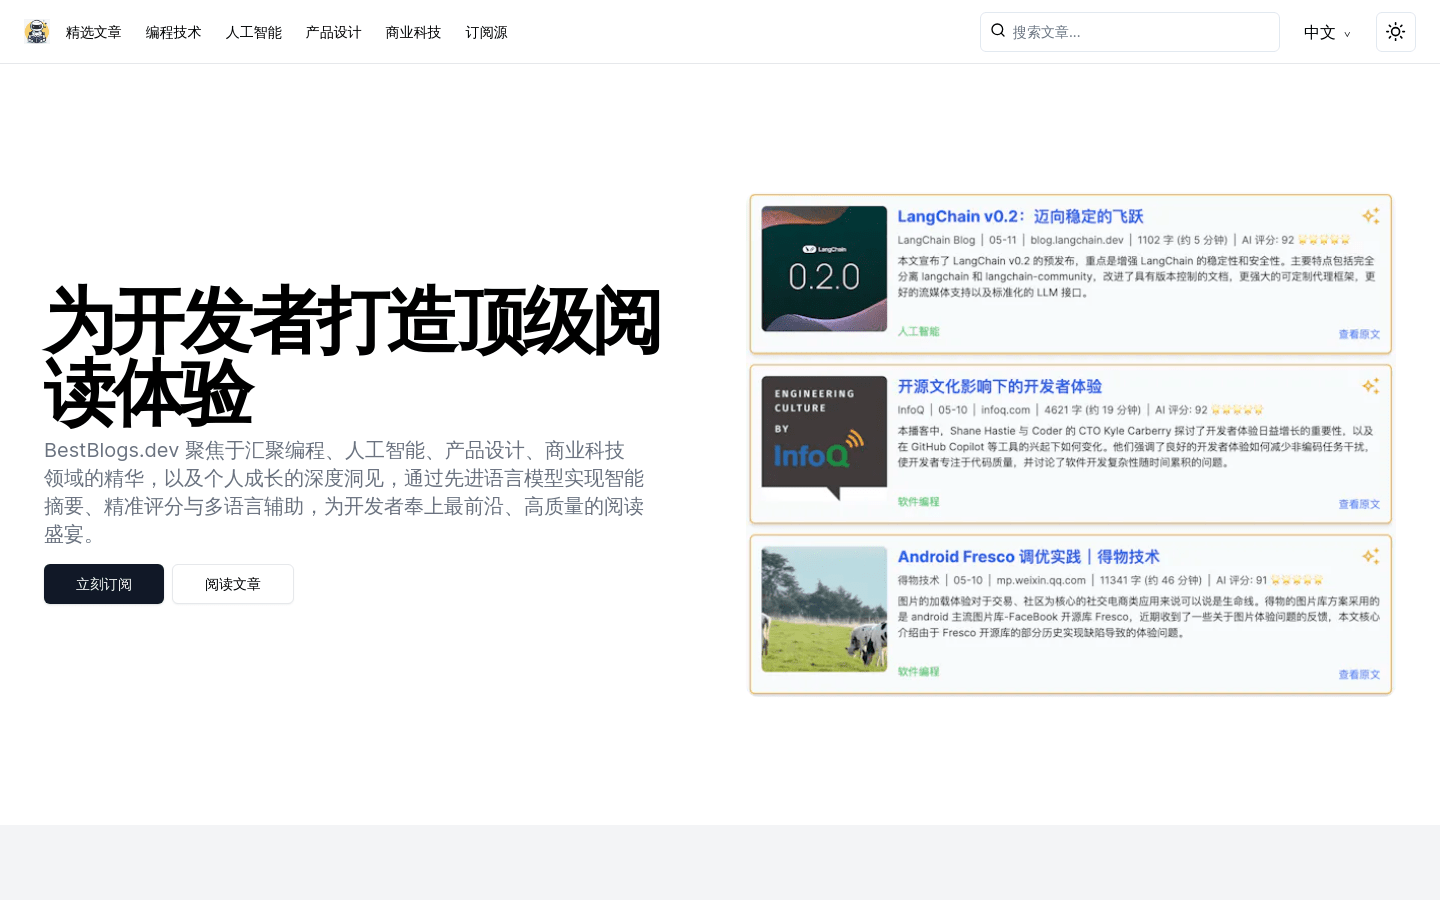 精选文章 编程技术 人工智能 产品设计 商业科技 订阅源 搜索文章... 中文
为开发者打造顶级阅
读体验
BestBlogs.dev 聚焦于汇聚编程、人工智能、产品设计、商业科技
领域的精华，以及个人成长的深度洞见，通过先进语言模型实现智能
摘要、精准评分与多语言辅助，为开发者奉上最前沿、高质量的阅读
盛宴。
立刻订阅 阅读文章
LangChain
0.2.0
LangChain v0.2：迈向稳定的飞跃
LangChain Blog | 05-11 | blog.langchain.dev | 1102 字 (约 5 分钟) | AI 评分: 92
本文宣布了 LangChain v0.2 的预发布，重点是增强 LangChain 的稳定性和安全性。主要特点包括完全
分离 langchain 和 langchain-community，改进了具有版本控制的文档，更强大的可定制代理框架，更
好的流媒体支持以及标准化的 LLM 接口。
人工智能 查看原文
ENGINEERING
CULTURE
BY
InfoQ
开源文化影响下的开发者体验
InfoQ | 05-10 | infoq.com | 4621 字 (约 19 分钟) | AI 评分: 92
本播客中，Shane Hastie 与 Coder 的 CTO Kyle Carberry 探讨了开发者体验日益增长的重要性，以及
在 GitHub Copilot 等工具的兴起下如何变化。他们强调了良好的开发者体验如何减少非编码任务干扰，
使开发者专注于代码质量，并讨论了软件开发复杂性随时间累积的问题。
软件编程 查看原文
Android Fresco 调优实践｜得物技术
得物技术 | 05-10 | mp.weixin.qq.com | 11341 字 (约 46 分钟) | AI 评分: 91
图片的加载体验对于交易、社区为核心的社交电商类应用来说可以说是生命线。得物的图片库方案采用的
是 android 主流图片库-FaceBook 开源库 Fresco，近期收到了一些关于图片体验问题的反馈，本文核心
介绍由于 Fresco 开源库的部分历史实现缺陷导致的体验问题。
软件编程 查看原文